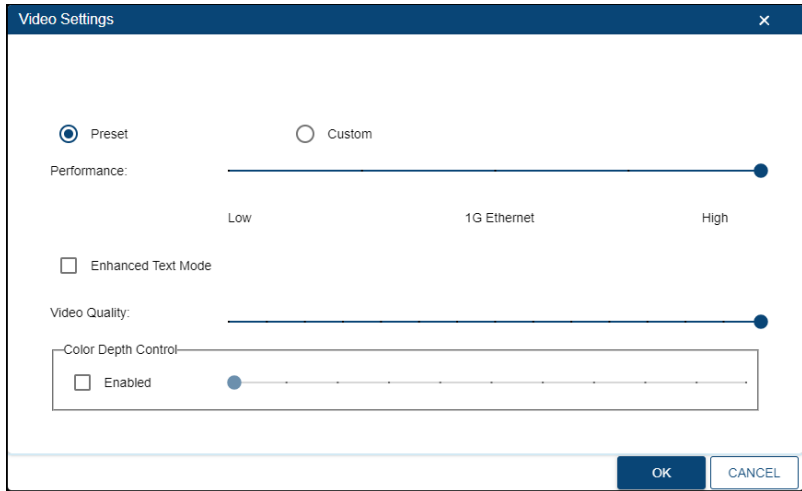 Video Settings
Preset Custom
Performance:
Low 1G Ethernet High
Enhanced Text Mode
Video Quality:
Color Depth Control
Enabled
OK CANCEL